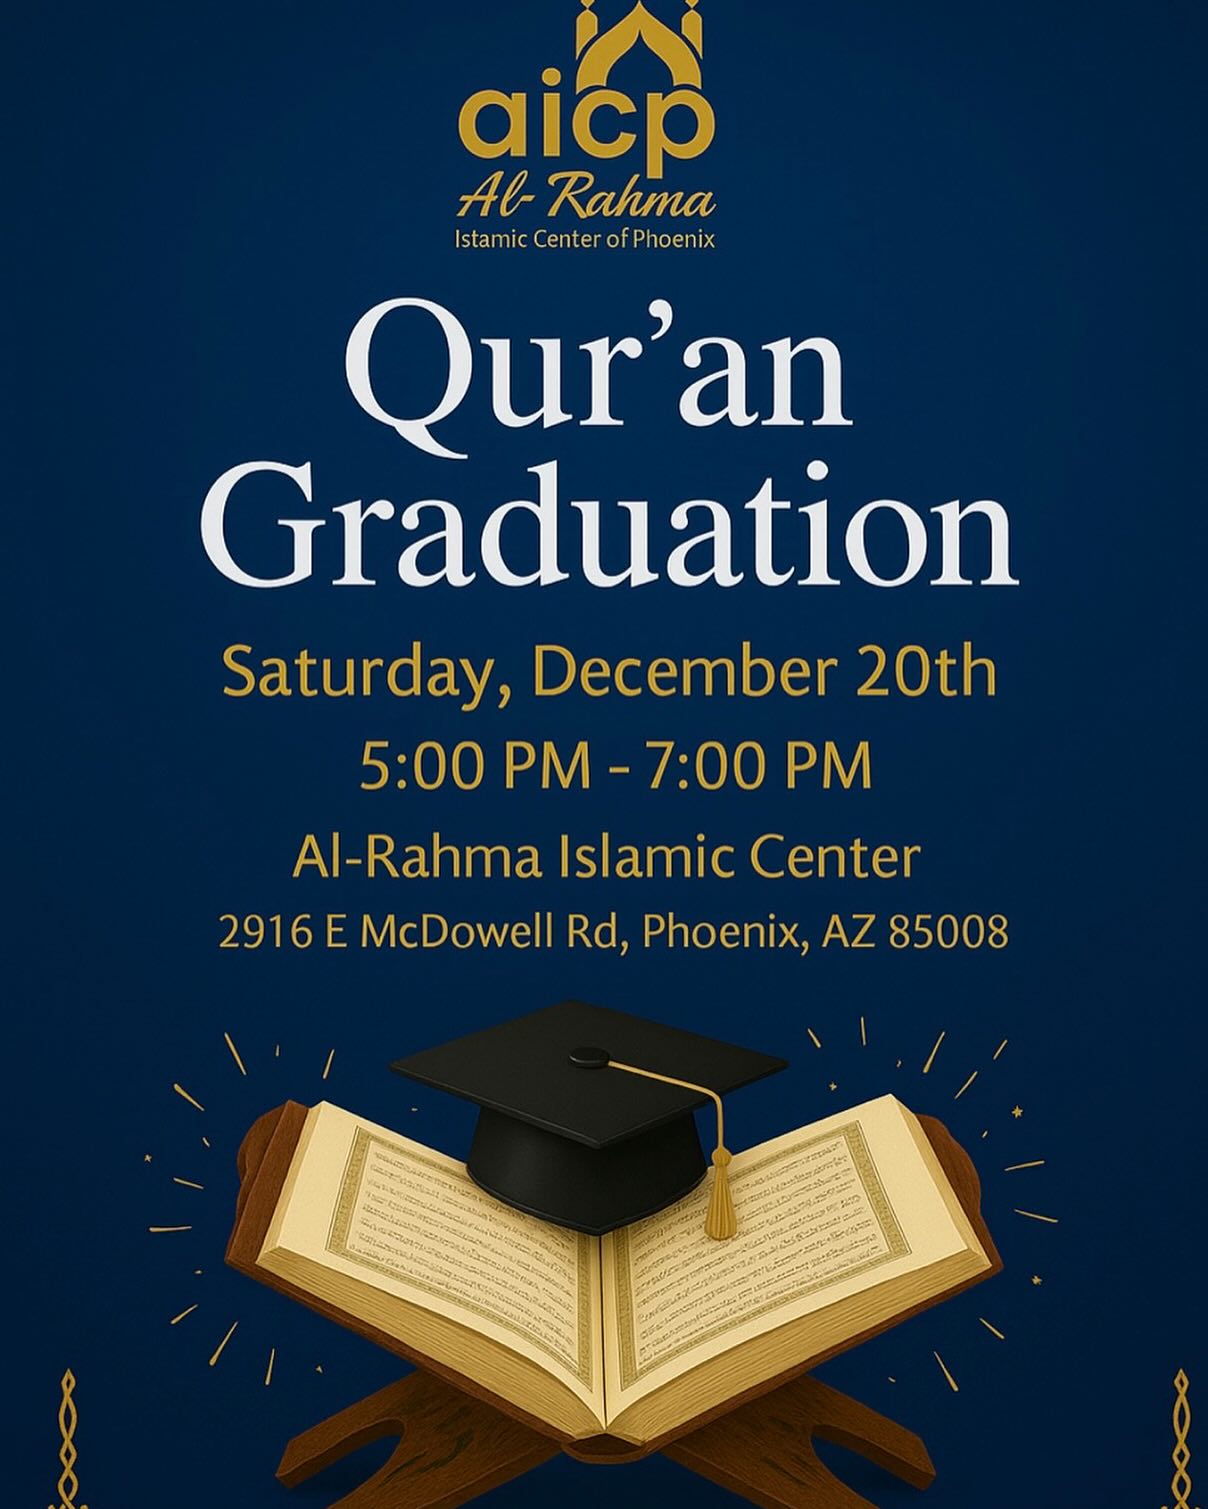 aicp
Al-Rahma
Istamic Center of Phoenix
Qur’an
Graduation
Saturday, December 20th
5:00 PM - 7:00 PM
Al-Rahma Islamic Center
2916 E McDowell Rd, Phoenix, AZ 85008